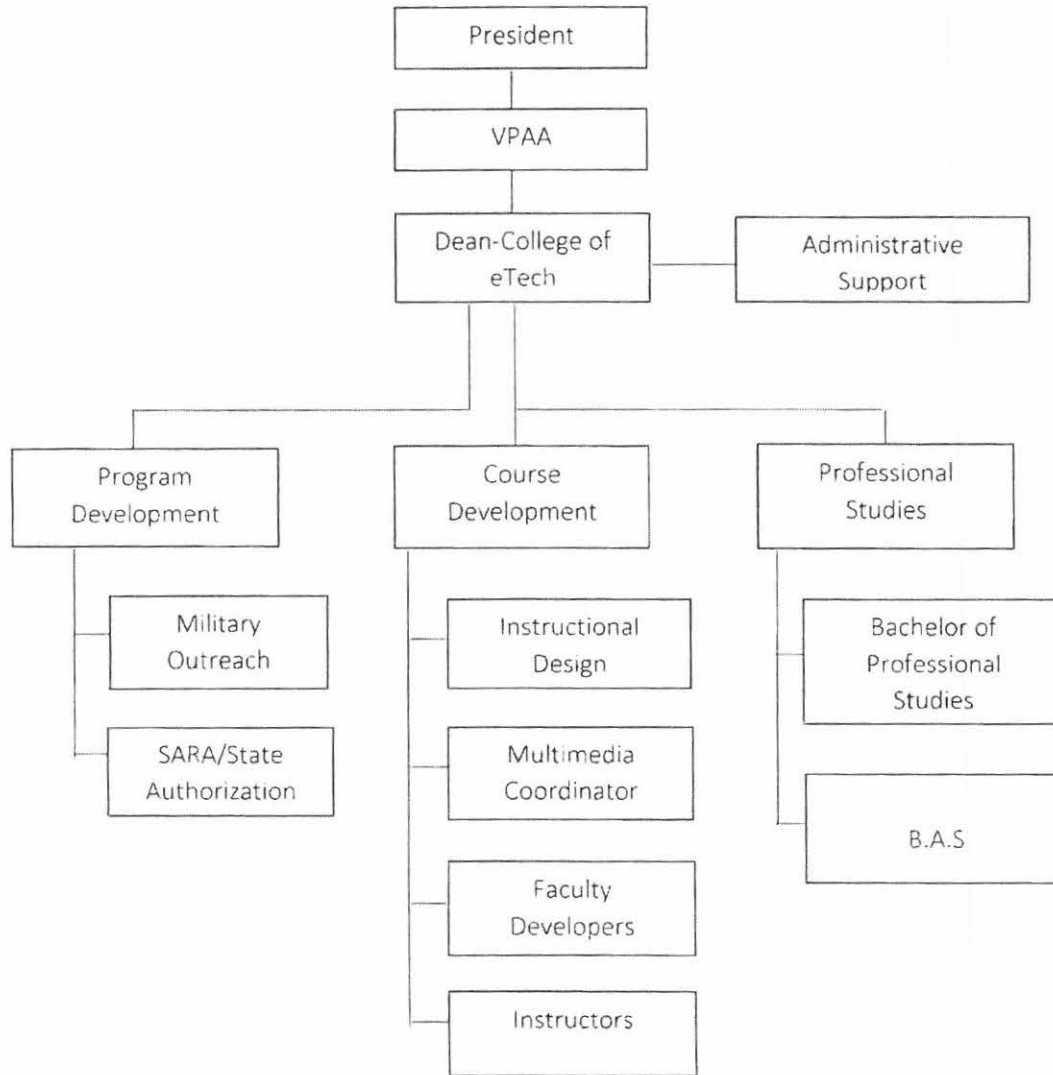 President
VPAA
Dean-College of
eTech
Administrative
Support
Program
Development
Course
Development
Professional
Studies
Military
Outreach
SARA/State
Authorization
Instructional
Design
Multimedia
Coordinator
Faculty
Developers
Instructors
Bachelor of
Professional
Studies
B.A.S